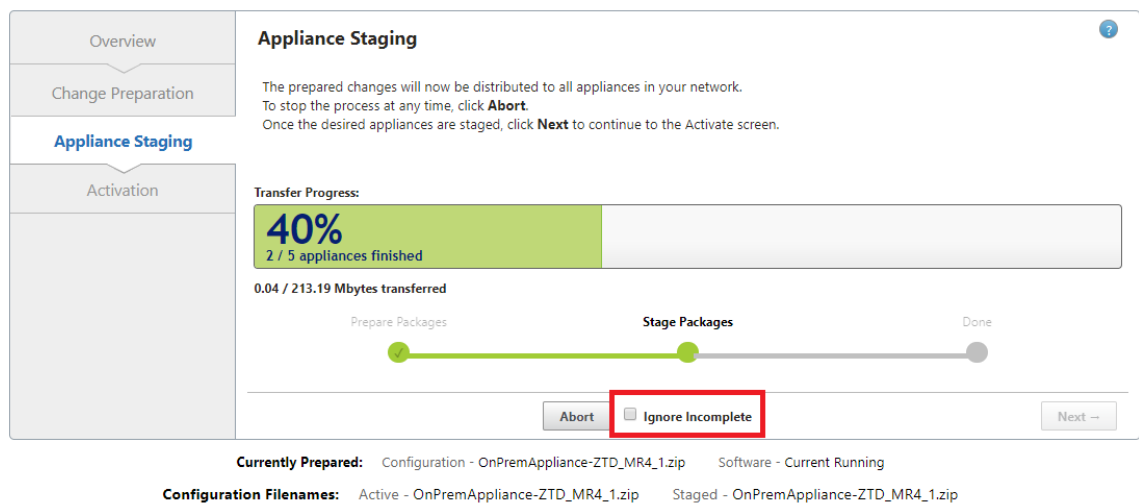 Overview
Change Preparation
Appliance Staging
Activation
Appliance Staging
?
The prepared changes will now be distributed to all appliances in your network.
To stop the process at any time, click Abort.
Once the desired appliances are staged, click Next to continue to the Activate screen.
Transfer Progress:
40%
2 / 5 appliances finished
0.04 / 213.19 Mbytes transferred
Prepare Packages Stage Packages Done
Abort Ignore Incomplete Next →
Currently Prepared: Configuration - OnPremAppliance-ZTD_MR4_1.zip Software - Current Running
Configuration Filenames: Active - OnPremAppliance-ZTD_MR4_1.zip Staged - OnPremAppliance-ZTD_MR4_1.zip